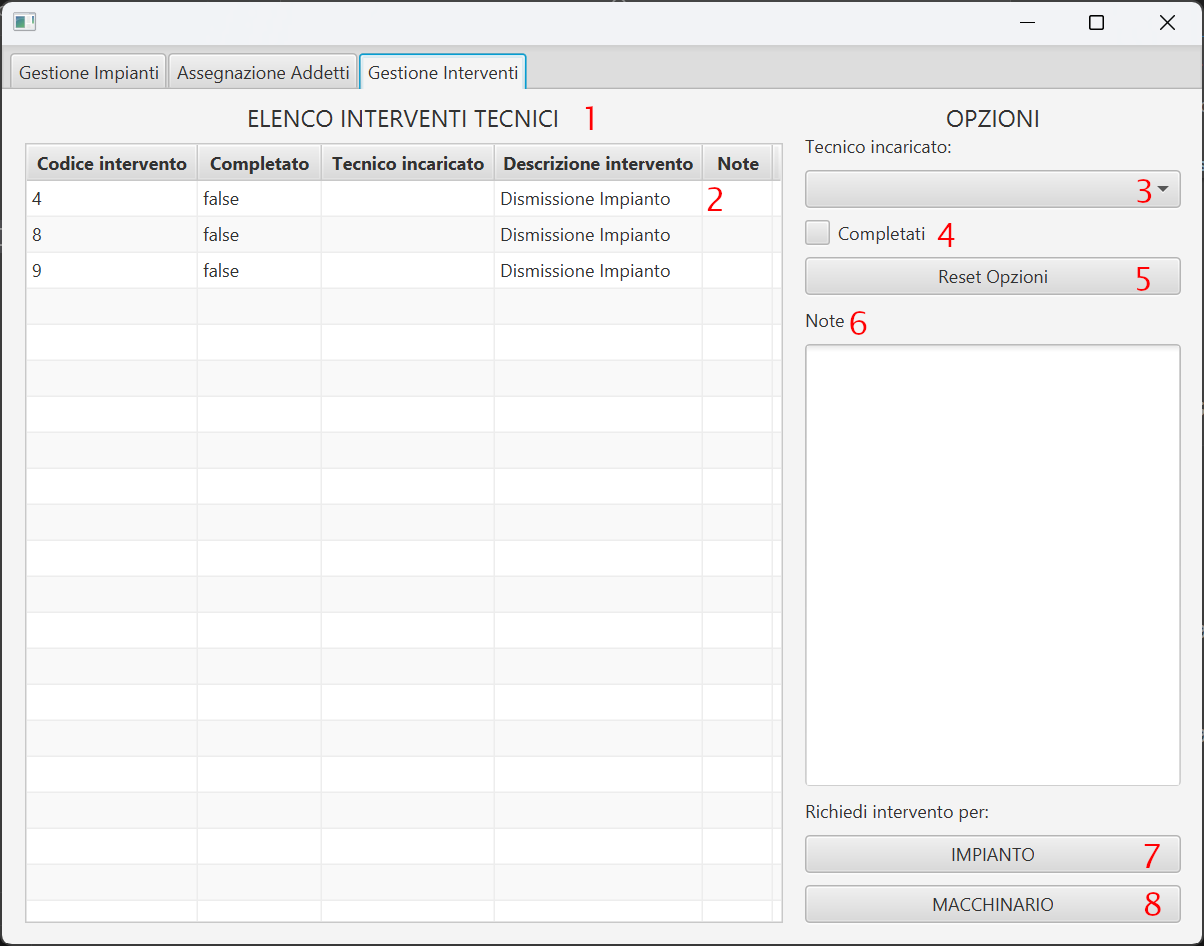 Gestione Impianti Assegnazione Addetti Gestione Interventi
ELENCO INTERVENTI TECNICI 1
Codice intervento Completato Tecnico incaricato Descrizione intervento Note
4 false Dismissione Impianto 2
8 false Dismissione Impianto
9 false Dismissione Impianto
OPZIONI
Tecnico incaricato:
3
Completati 4
Reset Opzioni 5
Note 6
Richiedi intervento per:
IMPIANTO 7
MACCHINARIO 8